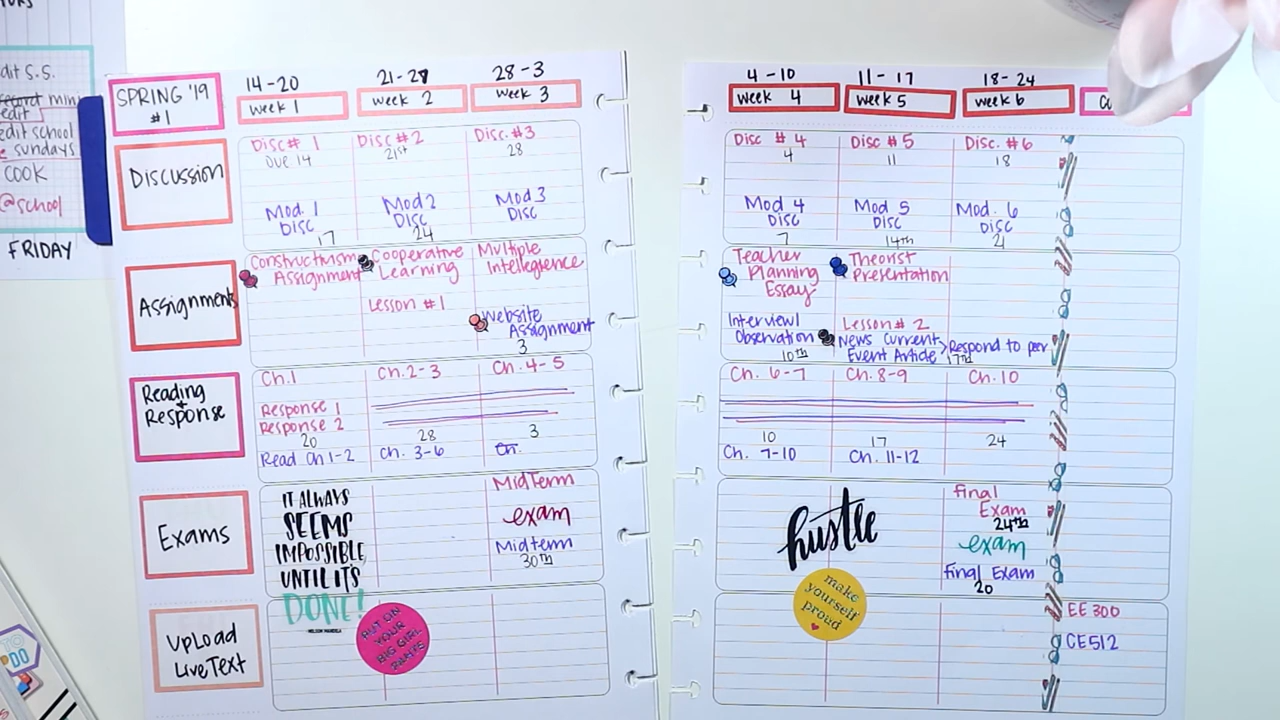 dit S.S.
mini
edit
edit school
sundays
COOK
@school
FRIDAY
SPRING '19
#1
14-20
21-27
28-3
week 1
week 2
week 3
Discussion
Disc# 1
Due 14
Mod. 1
Disc
17
Disc #2
21st
Mod 2
Disc
24
Disc. #3
28
Mod 3
Disc
Assignment
Constructivism
Assignment
Cooperative
Learning
Lesson #1
Multiple
Intellegience
Website
Assignment
3
Reading
+
Response
Ch.1
Response 1
Response 2
20
Read Ch 1-2
Ch. 2-3
28
Ch. 3-6
Ch. 4-5
3
Ch.
Exams
IT ALWAYS
SEEMS
IMPOSSIBLE,
UNTIL IT'S
DONE!
-NELSON MANDELA
MidTerm
exam
Midterm
30th
Upload
LiveText
PUT ON
YOUR
BIG GIRL
PANTS
4-10
11-17
18-24
week 4
week 5
week 6
Disc # 4
4
Mod 4
Disc
7
Disc #5
11
Mod 5
Disc
14th
Disc. #6
18
Mod. 6
Disc
21
Teacher
Planning
Essay
Interview/
Observation
10th
Theorist
Presentation
Lesson# 2
News Current
Event Article
Respond to peer
17th
Ch. 6-7
10
Ch. 7-10
Ch. 8-9
17
Ch. 11-12
Ch. 10
24
hustle
final
Exam
24th
exam
final Exam
20
make
yourself
proud
EE 300
CE512